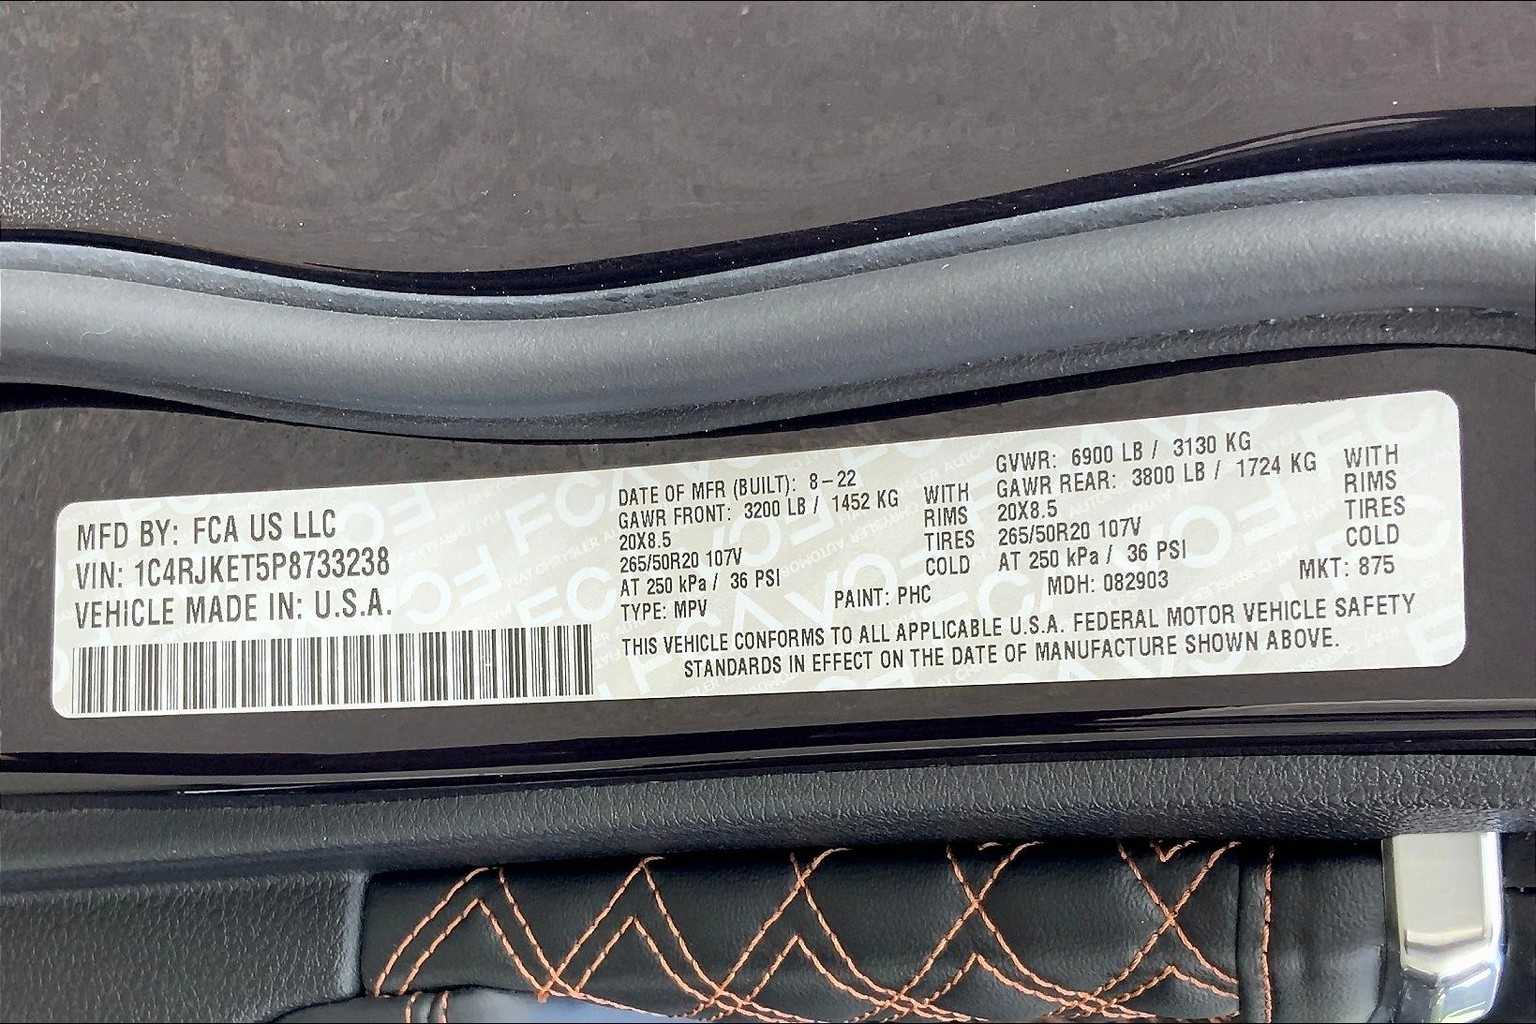 MFD BY: FCA US LLC
VIN: 1C4RJKET5P8733238
VEHICLE MADE IN: U.S.A.
DATE OF MFR (BUILT): 8-22
GAWR FRONT: 3200 LB / 1452 KG
20X8.5
265/50R20 107V
AT 250 kPa / 36 PSI
WITH
RIMS
TIRES
COLD
GVWR: 6900 LB / 3130 KG
GAWR REAR: 3800 LB / 1724 KG
20X8.5
265/50R20 107V
AT 250 kPa / 36 PSI
WITH
RIMS
TIRES
COLD
TYPE: MPV PAINT: PHC MDH: 082903 MKT: 875
THIS VEHICLE CONFORMS TO ALL APPLICABLE U.S.A. FEDERAL MOTOR VEHICLE SAFETY
STANDARDS IN EFFECT ON THE DATE OF MANUFACTURE SHOWN ABOVE.